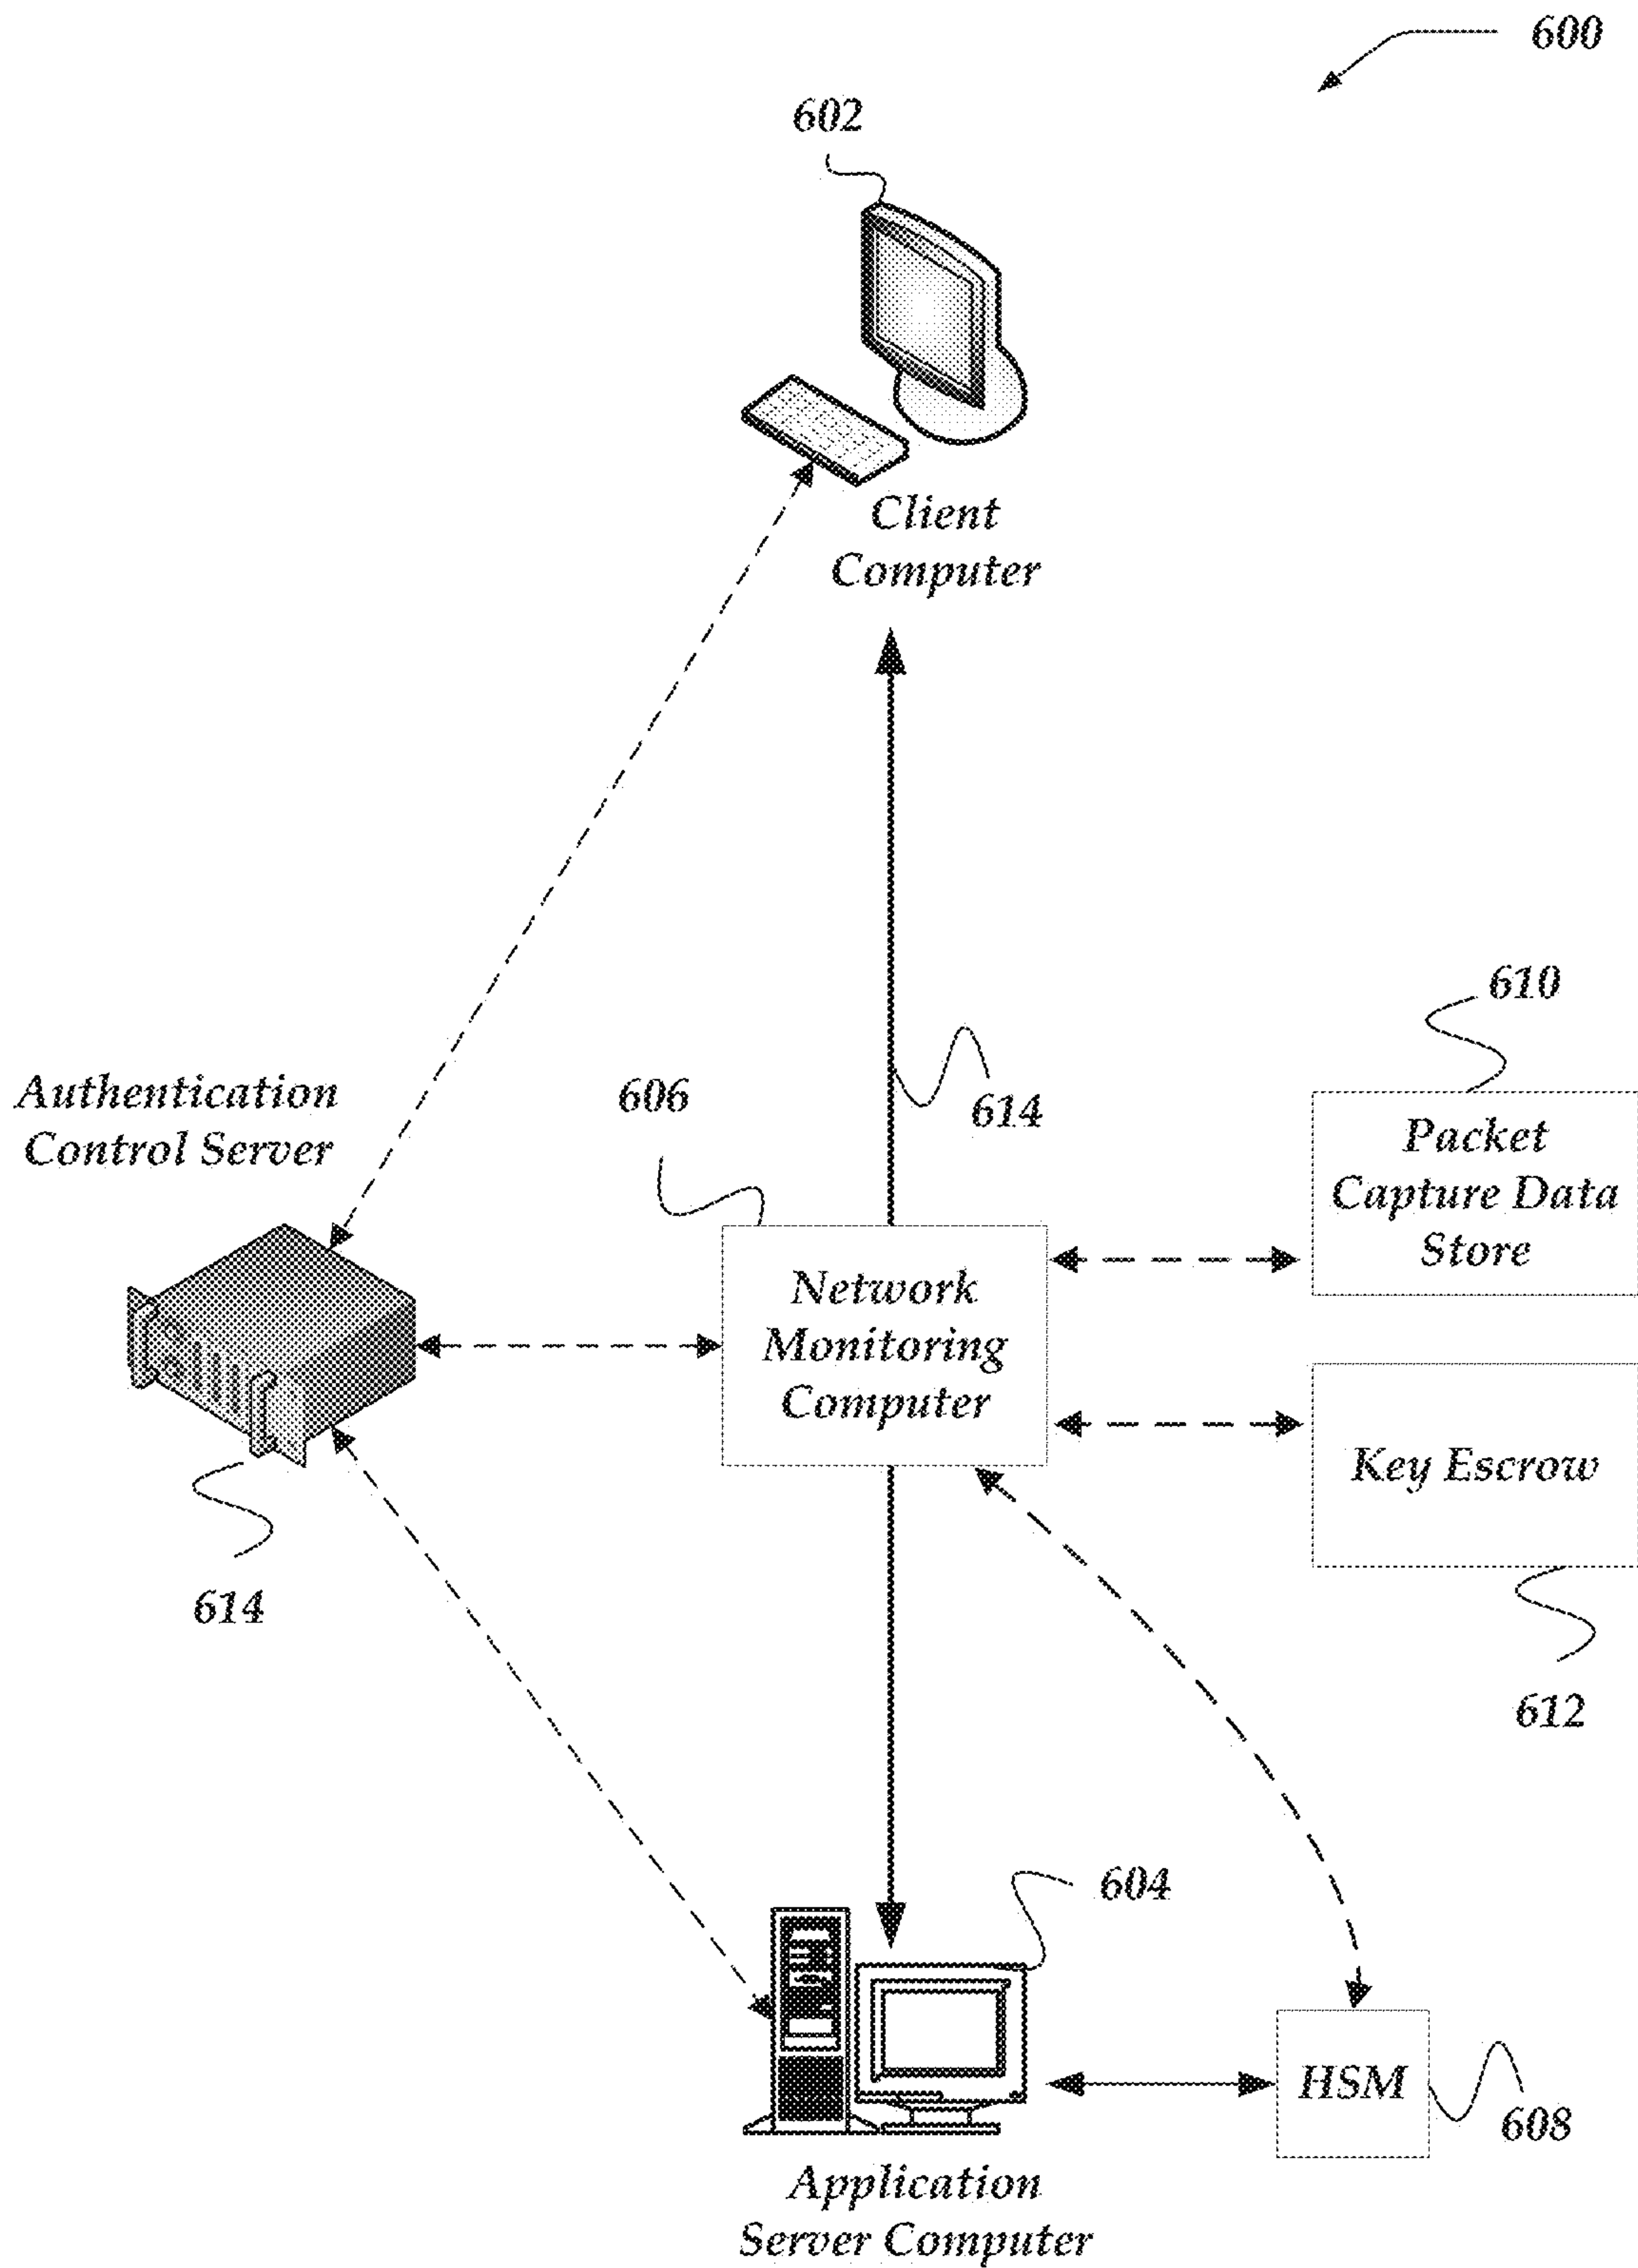 600
602
Client
Computer
610
Authentication
Control Server
606
614
Packet
Capture Data
Store
Network
Monitoring
Computer
Key Escrow
614
612
604
HSM
608
Application
Server Computer